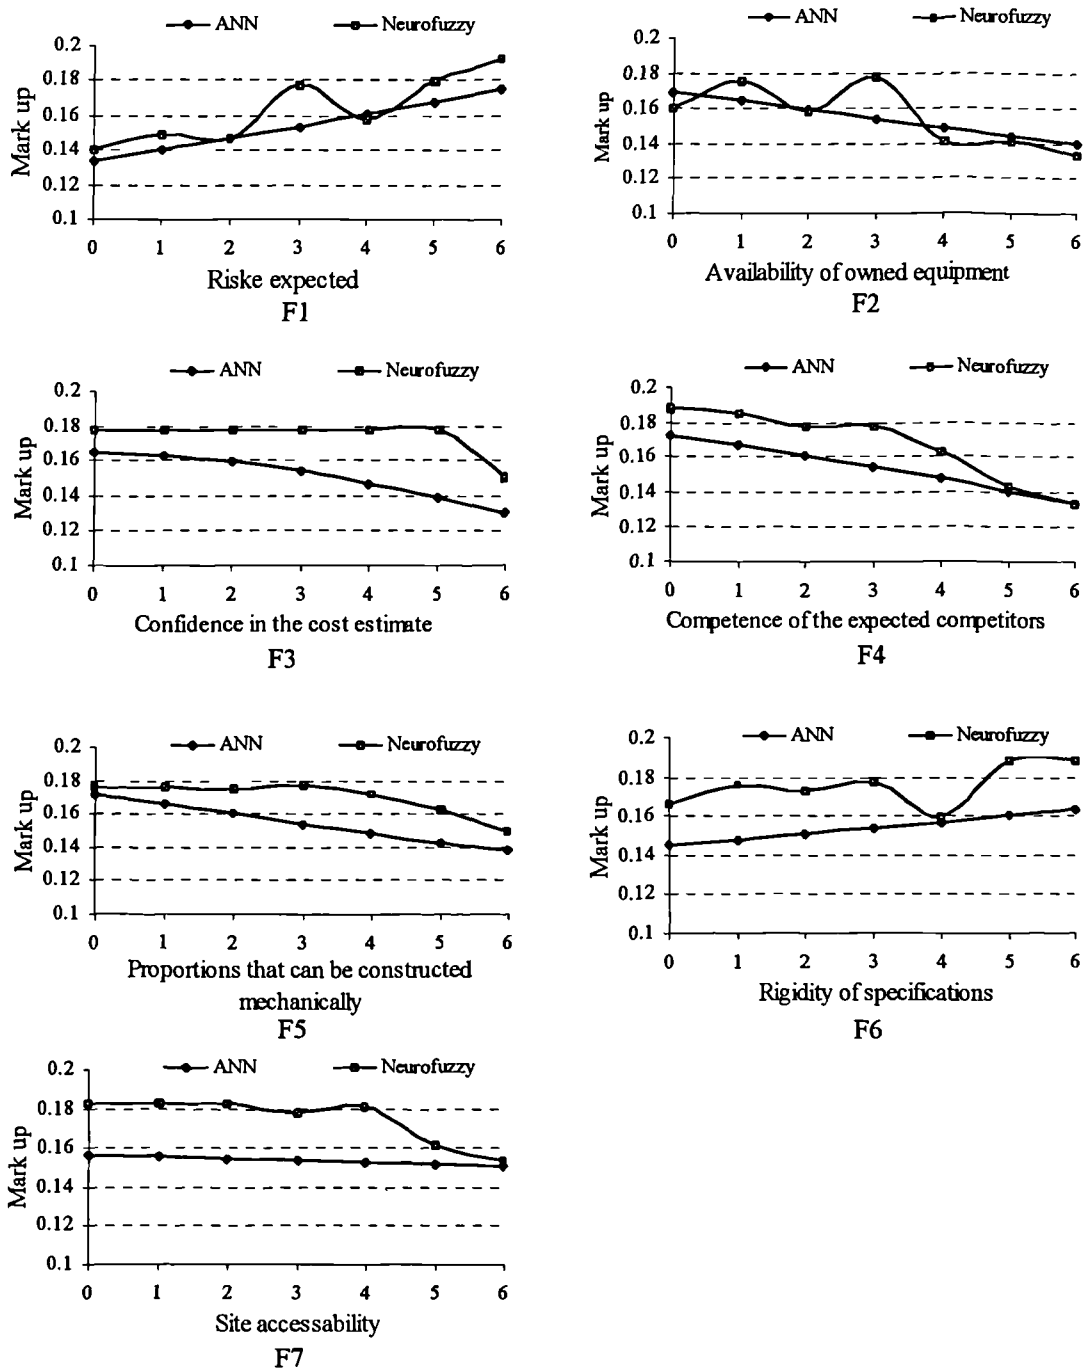 ANN Neurofuzzy
0.2
0.18
0.16
0.14
0.12
0.1
Mark up
0 1 2 3 4 5 6
Riske expected
F1
ANN Neurofuzzy
0.2
0.18
0.16
0.14
0.12
0.1
Mark up
0 1 2 3 4 5 6
Availability of owned equipment
F2
ANN Neurofuzzy
0.2
0.18
0.16
0.14
0.12
0.1
Mark up
0 1 2 3 4 5 6
Confidence in the cost estimate
F3
ANN Neurofuzzy
0.2
0.18
0.16
0.14
0.12
0.1
Mark up
0 1 2 3 4 5 6
Competence of the expected competitors
F4
ANN Neurofuzzy
0.2
0.18
0.16
0.14
0.12
0.1
Mark up
0 1 2 3 4 5 6
Proportions that can be constructed
mechanically
F5
ANN Neurofuzzy
0.2
0.18
0.16
0.14
0.12
0.1
Mark up
0 1 2 3 4 5 6
Rigidity of specifications
F6
ANN Neurofuzzy
0.2
0.18
0.16
0.14
0.12
0.1
Mark up
0 1 2 3 4 5 6
Site accessability
F7